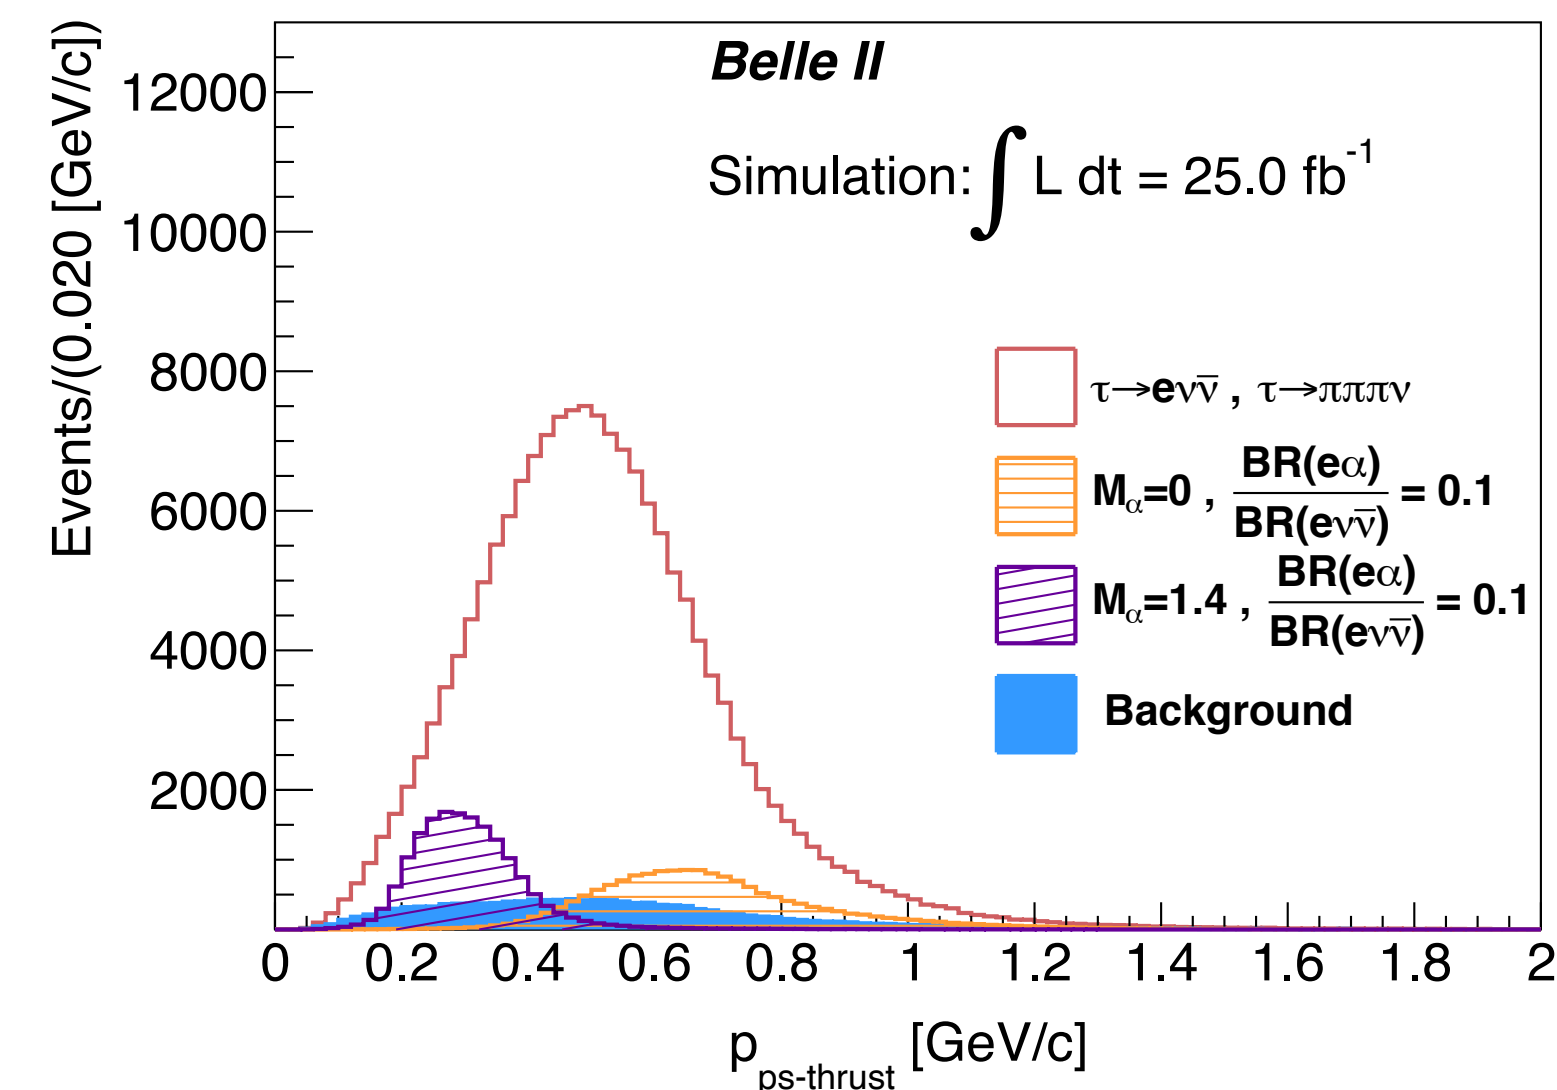 Belle II
Simulation: ∫ L dt = 25.0 fb⁻¹
Events/(0.020 [GeV/c])
12000
10000
8000
6000
4000
2000
τ→eνν̅ , τ→πππν
Mα=0 , BR(eα)/BR(eνν̅) = 0.1
Mα=1.4 , BR(eα)/BR(eνν̅) = 0.1
Background
0 0.2 0.4 0.6 0.8 1 1.2 1.4 1.6 1.8 2
p ps-thrust [GeV/c]